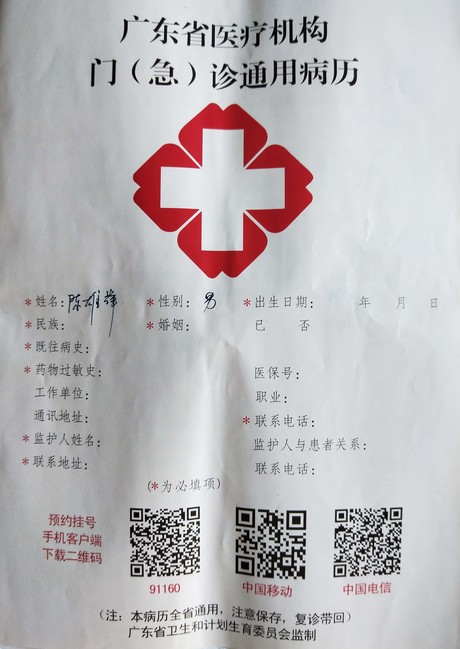 广东省医疗机构
门（急）诊通用病历
*姓名：陈雄辉 *性别：男 *出生日期： 年 月 日
*民族： *婚姻： 已 否
*既往病史：
*药物过敏史： 医保号：
工作单位： 职业：
通讯地址： *联系电话：
*监护人姓名： 监护人与患者关系：
*联系地址： 联系电话：
(*为必填项)
预约挂号
手机客户端
下载二维码
91160 中国移动 中国电信
（注：本病历全省通用，注意保存，复诊带回）
广东省卫生和计划生育委员会监制